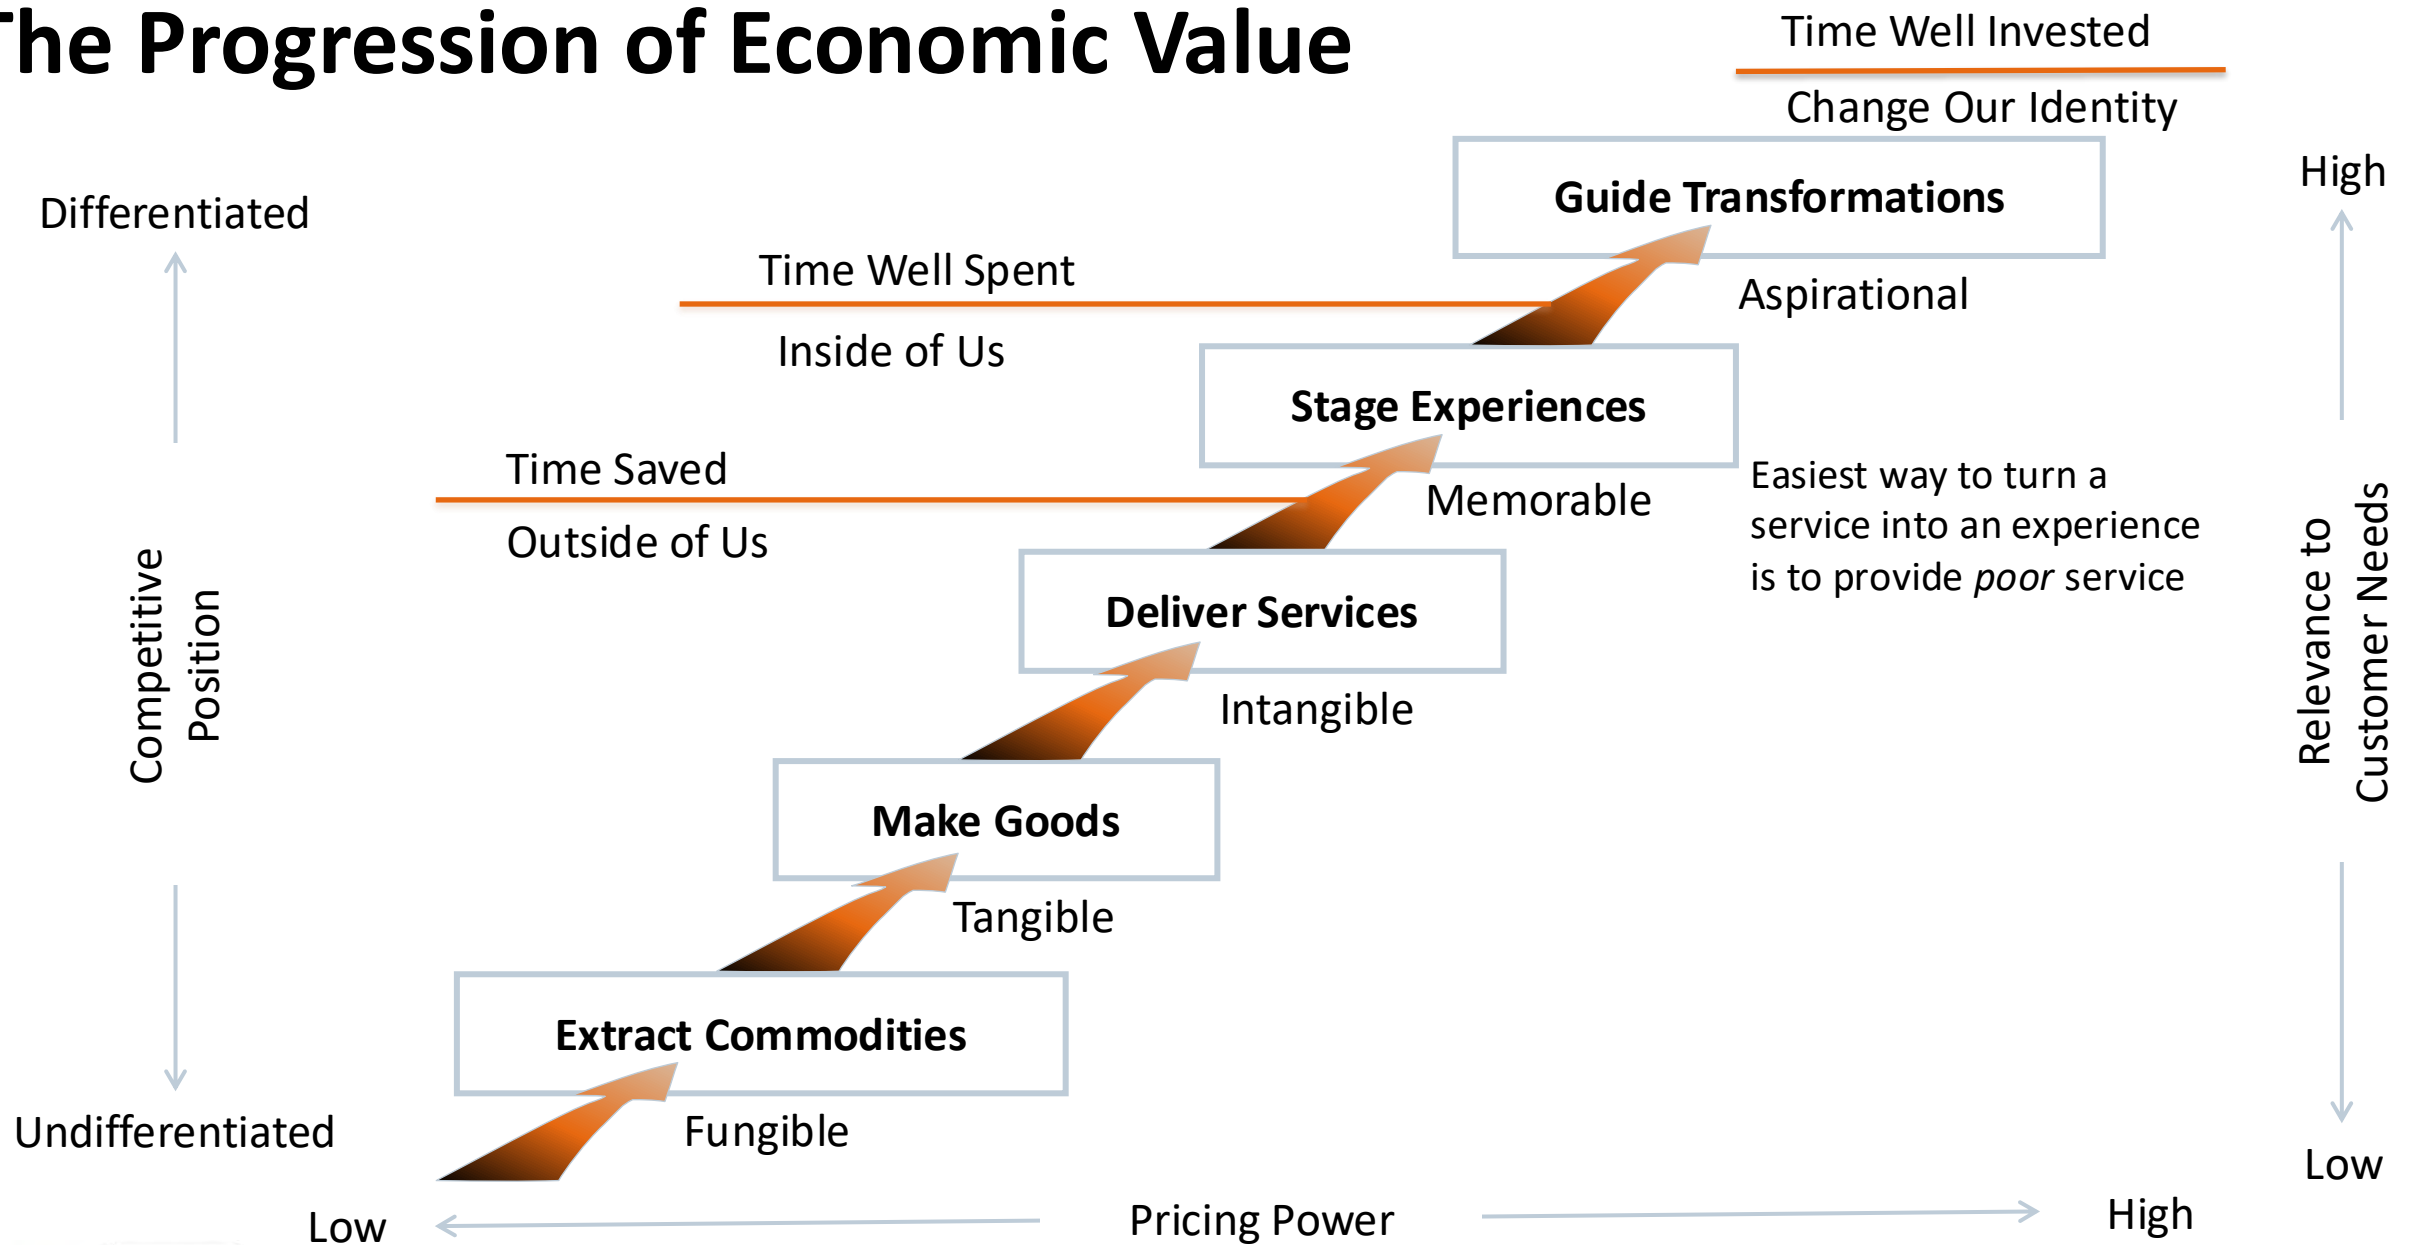 The Progression of Economic Value
Time Well Invested
Change Our Identity
Guide Transformations
High
Differentiated
Time Well Spent
Aspirational
Inside of Us
Stage Experiences
Time Saved
Memorable
Easiest way to turn a
service into an experience
is to provide poor service
Outside of Us
Competitive
Position
Relevance to
Customer Needs
Deliver Services
Intangible
Make Goods
Tangible
Extract Commodities
Undifferentiated
Fungible
Low
Low
Pricing Power
High